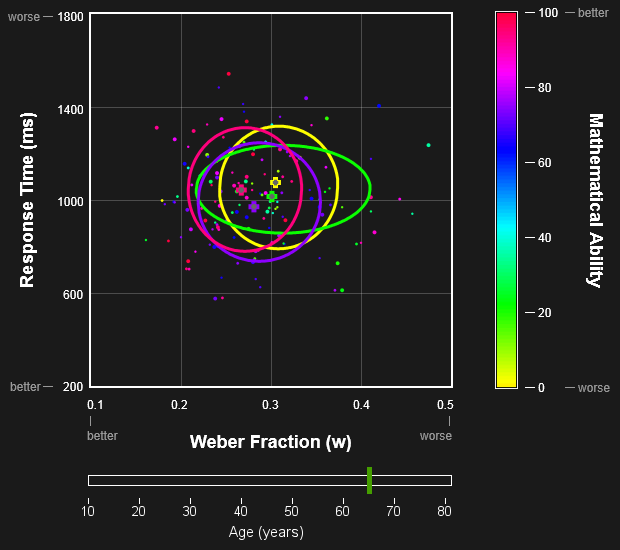 worse
1800
1400
1000
600
200
better
Response Time (ms)
0.1
0.2
0.3
0.4
0.5
better
worse
Weber Fraction (w)
100
80
60
40
20
0
better
worse
Mathematical Ability
10
20
30
40
50
60
70
80
Age (years)